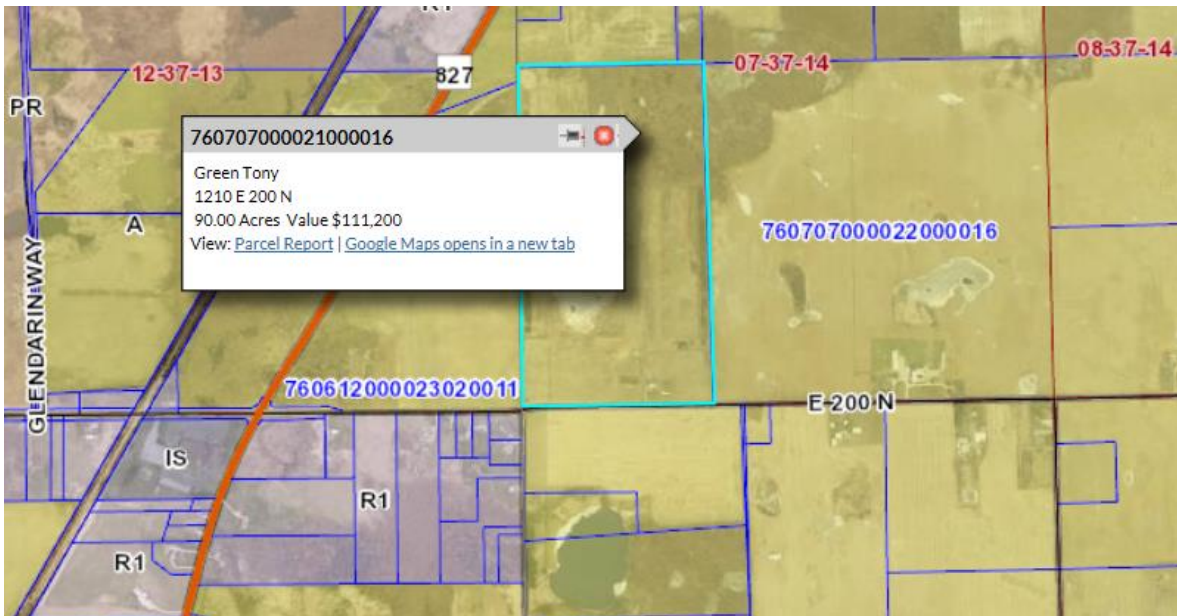 12-37-13
827
07-37-14
08-37-14
PR
760707000021000016
Green Tony
1210 E 200 N
90.00 Acres Value $111,200
View: Parcel Report | Google Maps opens in a new tab
A
760707000022000016
GLENDARIN WAY
760612000023020011
E 200 N
IS
R1
R1